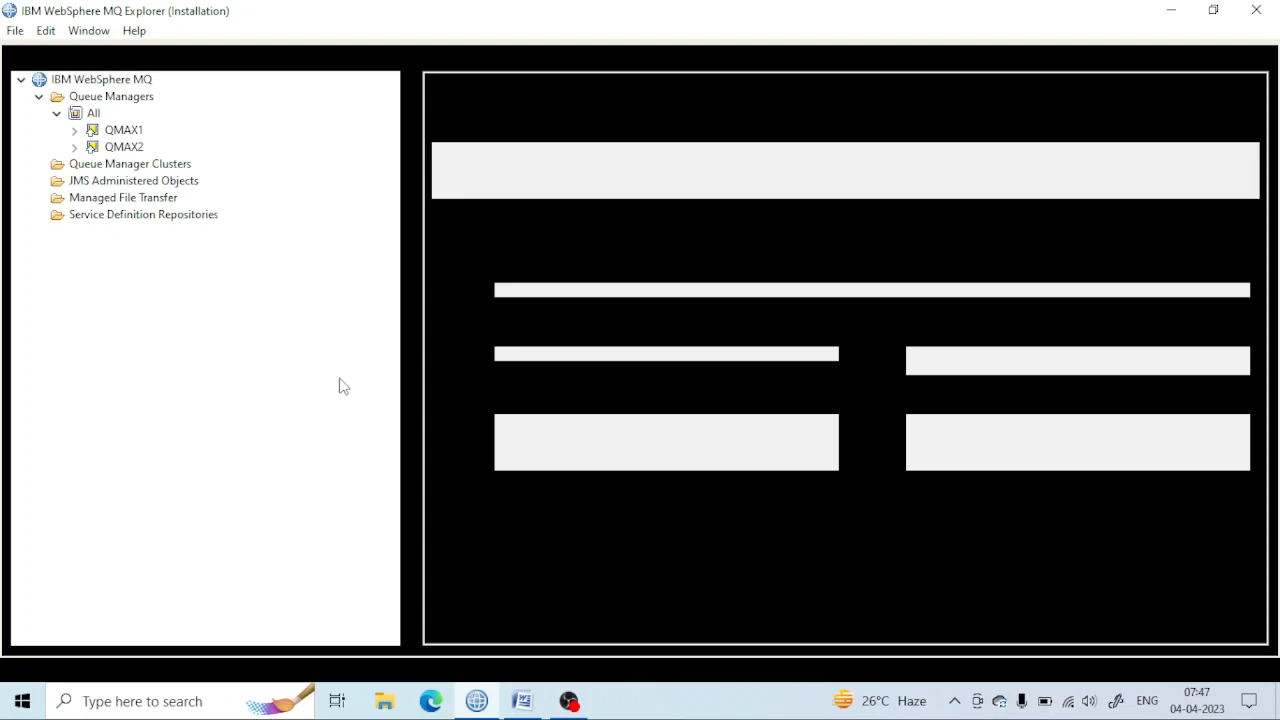 IBM WebSphere MQ Explorer (Installation)
File Edit Window Help
IBM WebSphere MQ
Queue Managers
All
QMAX1
QMAX2
Queue Manager Clusters
JMS Administered Objects
Managed File Transfer
Service Definition Repositories
Type here to search
26°C Haze
ENG
07:47
04-04-2023